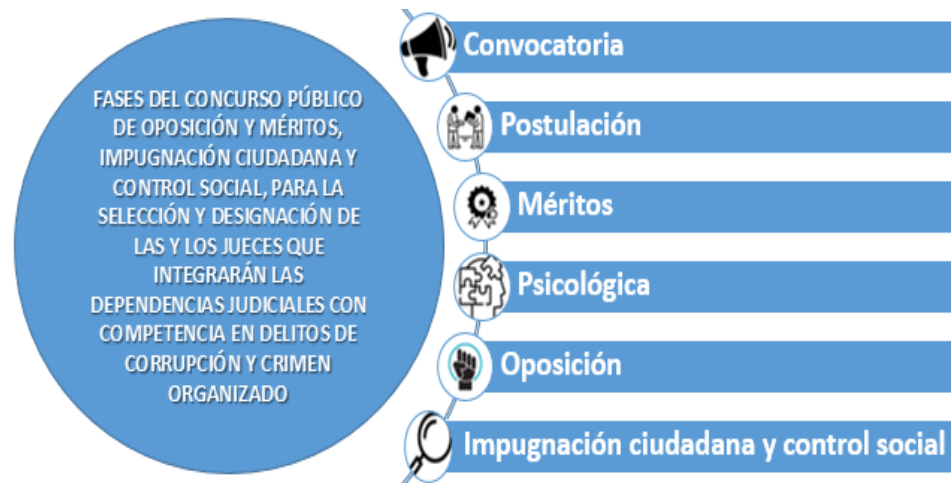 FASES DEL CONCURSO PÚBLICO
DE OPOSICIÓN Y MÉRITOS,
IMPUGNACIÓN CIUDADANA Y
CONTROL SOCIAL, PARA LA
SELECCIÓN Y DESIGNACIÓN DE
LAS Y LOS JUECES QUE
INTEGRARÁN LAS
DEPENDENCIAS JUDICIALES CON
COMPETENCIA EN DELITOS DE
CORRUPCIÓN Y CRIMEN
ORGANIZADO
Convocatoria
Postulación
Méritos
Psicológica
Oposición
Impugnación ciudadana y control social